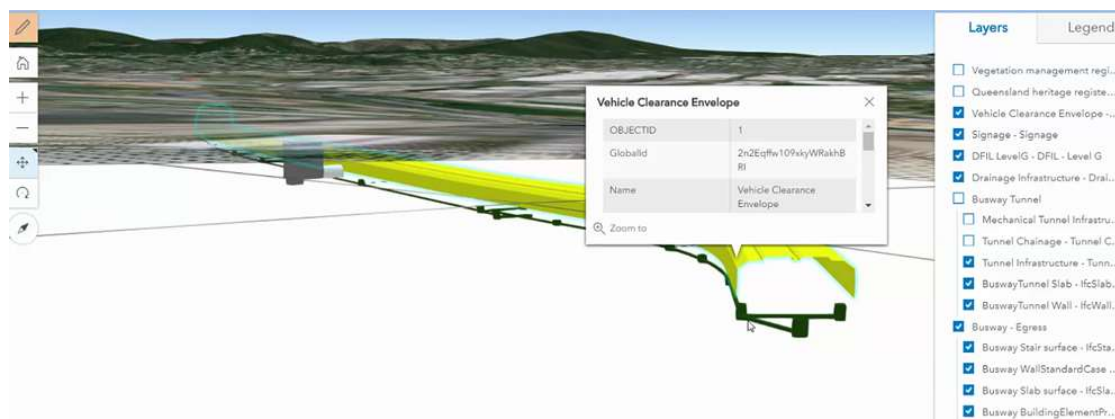 Layers
Legend
Vegetation management regi...
Queensland heritage registe...
Vehicle Clearance Envelope -...
Signage - Signage
DFIL LevelG - DFIL - Level G
Drainage Infrastructure - Drai...
Busway Tunnel
Mechanical Tunnel Infrastru...
Tunnel Chainage - Tunnel C...
Tunnel Infrastructure - Tunn...
BuswayTunnel Slab - IfcSlab...
BuswayTunnel Wall - IfcWall...
Busway - Egress
Busway Stair surface - IfcSta...
Busway WallStandardCase ...
Busway Slab surface - IfcSla...
Busway BuildingElementPr...
Vehicle Clearance Envelope
OBJECTID 1
GlobalId 2n2Eqffw109xkyWRakhB
RI
Name Vehicle Clearance
Envelope
Zoom to